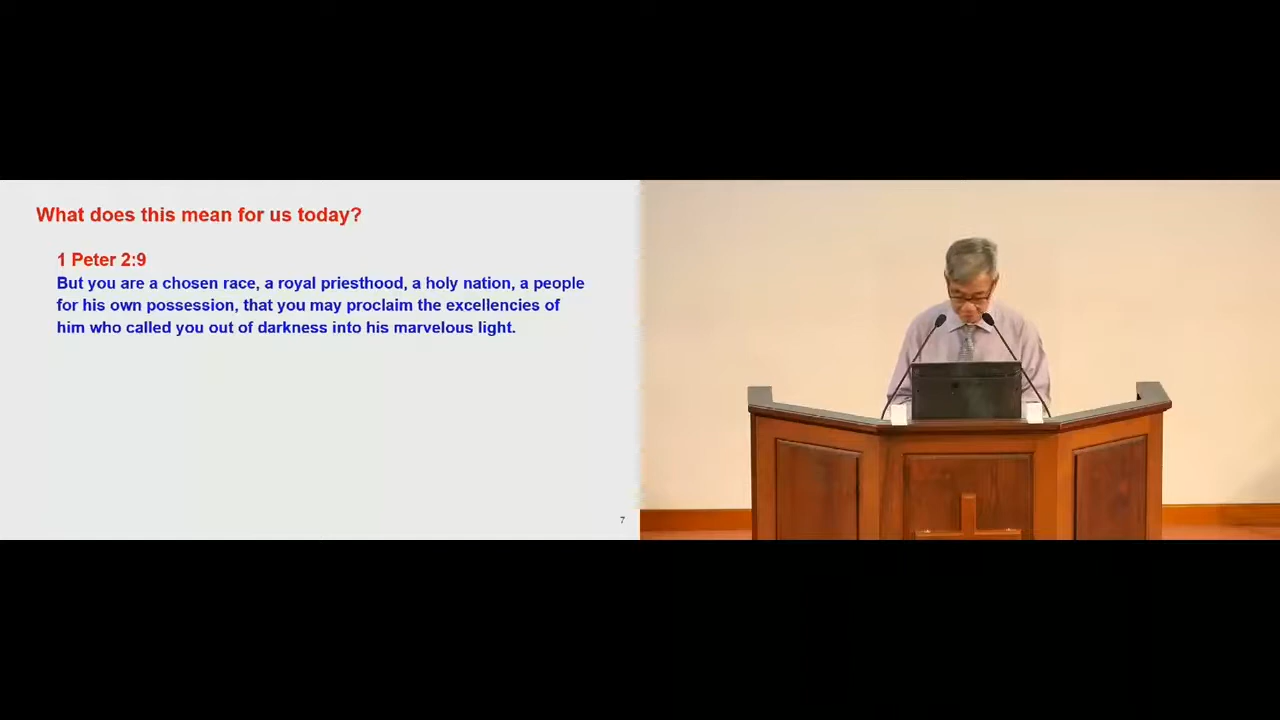 What does this mean for us today?
1 Peter 2:9
But you are a chosen race, a royal priesthood, a holy nation, a people
for his own possession, that you may proclaim the excellencies of
him who called you out of darkness into his marvelous light.
7